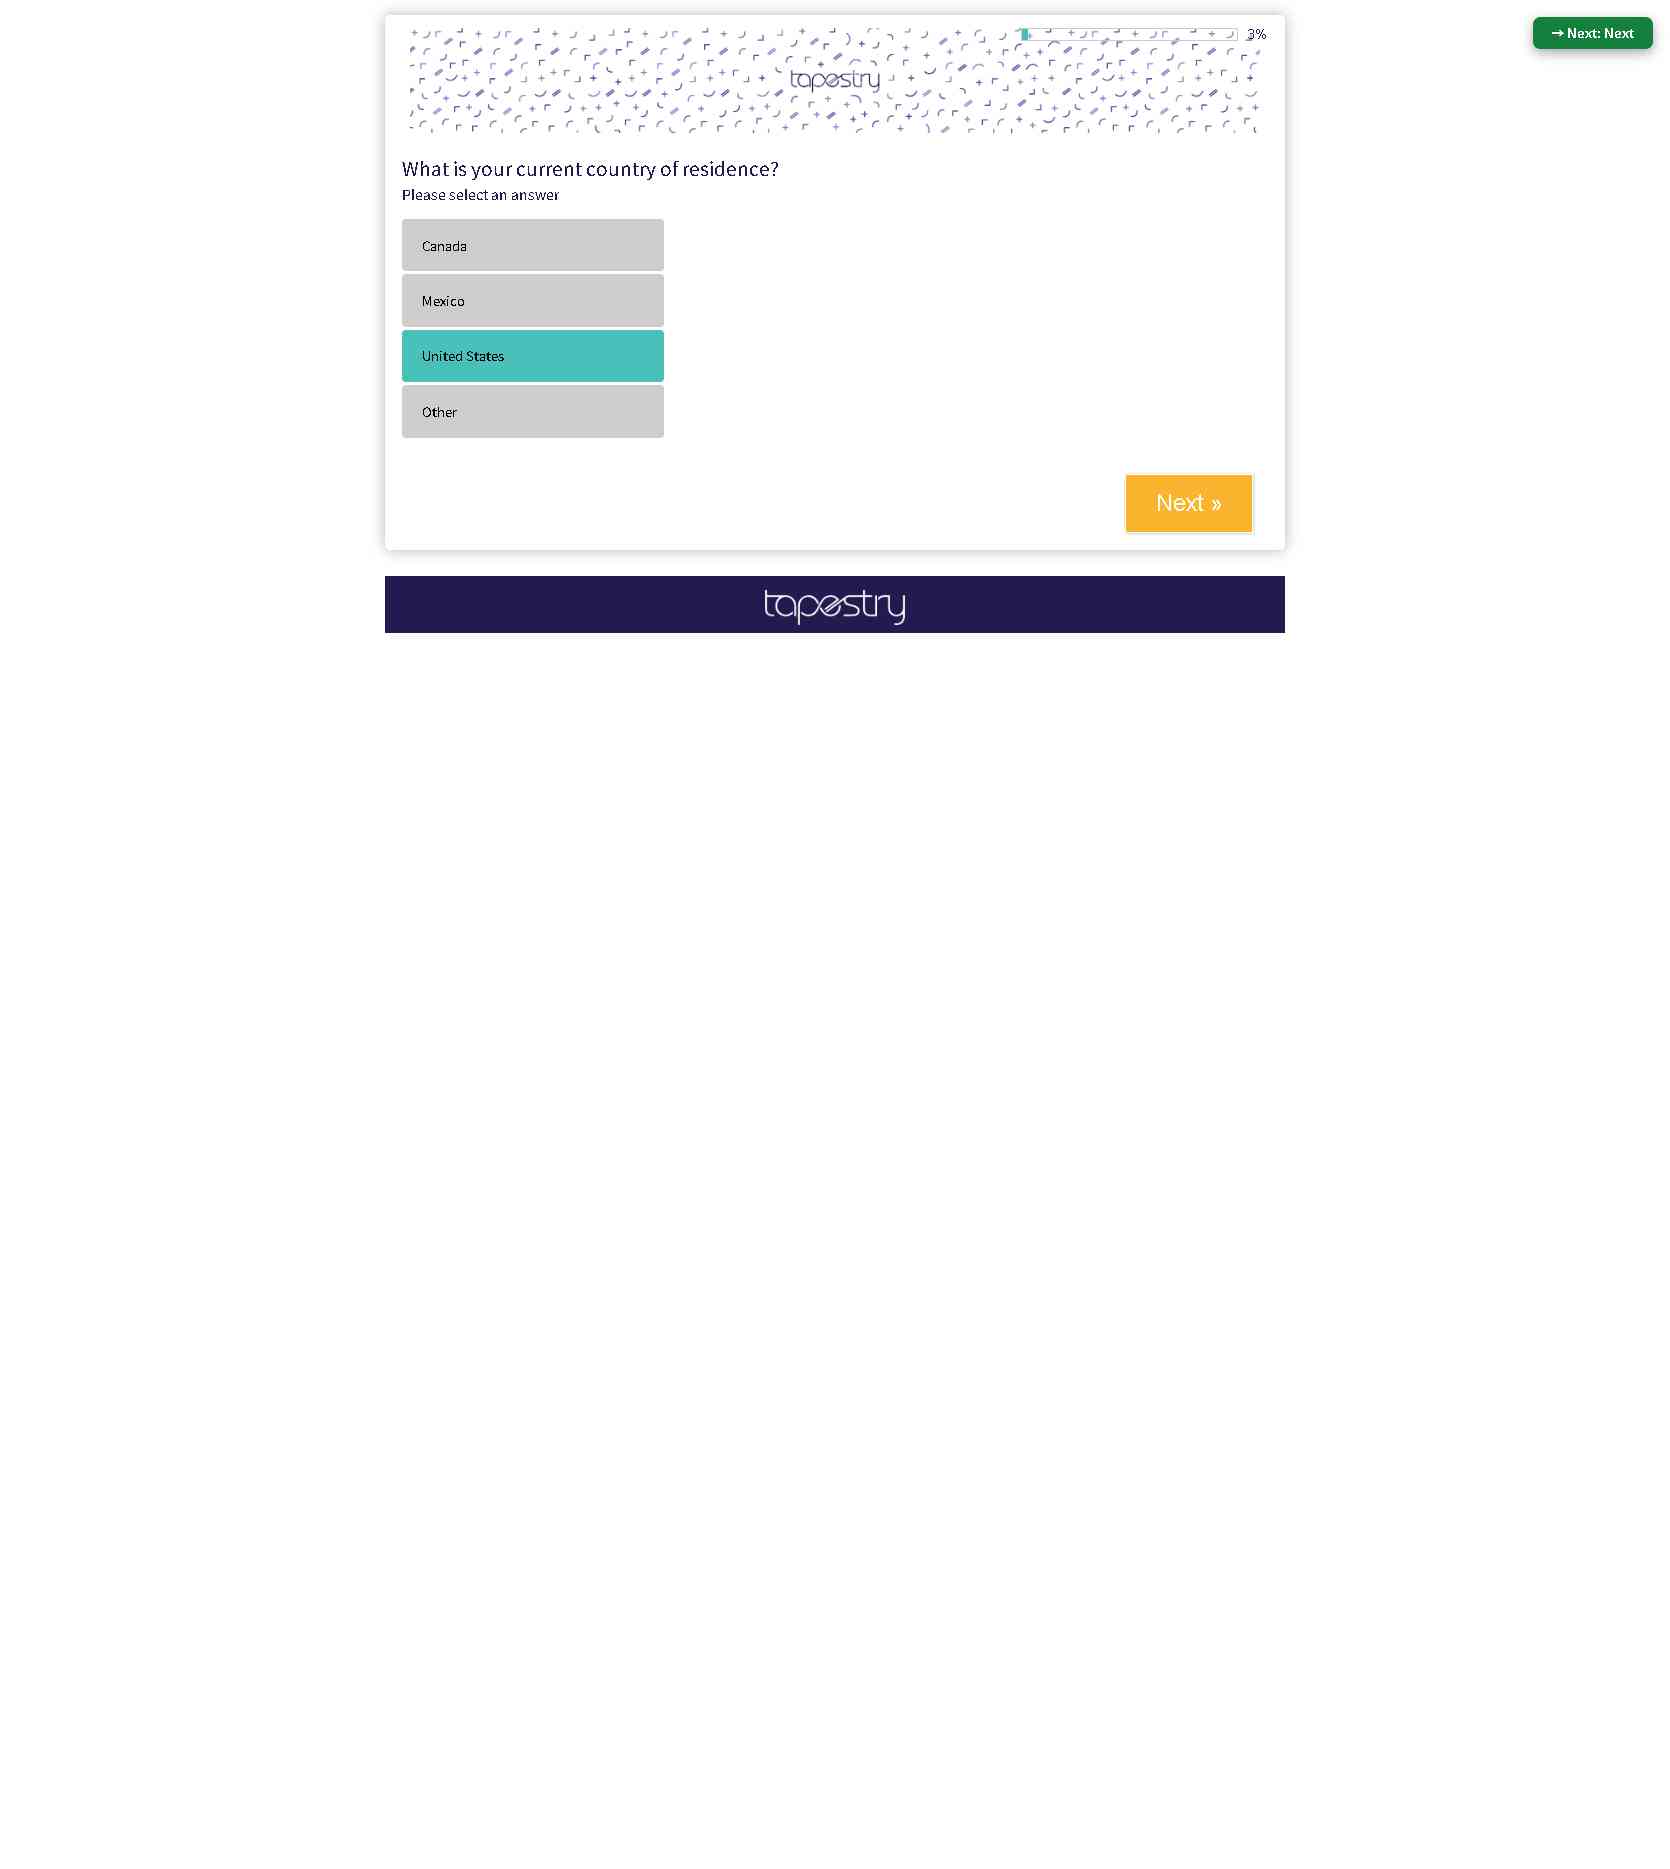 3%
→ Next: Next
tapestry
What is your current country of residence?
Please select an answer
Canada
Mexico
United States
Other
Next »
tapestry